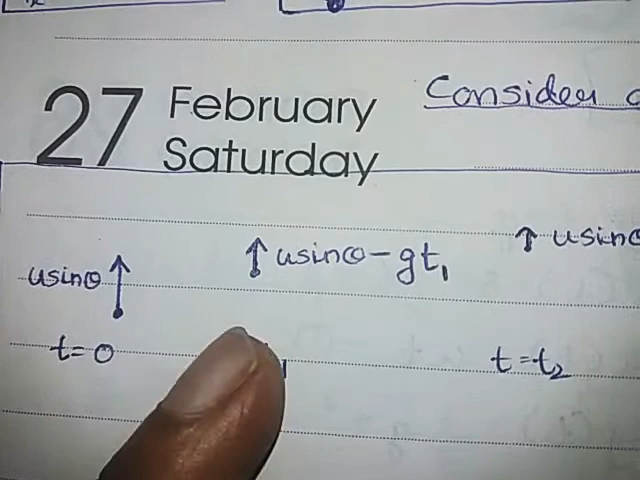 27 February
Saturday
Consider
usinθ ↑ ↑ usinθ - gt₁ ↑ usinθ
t = 0 t = t₂